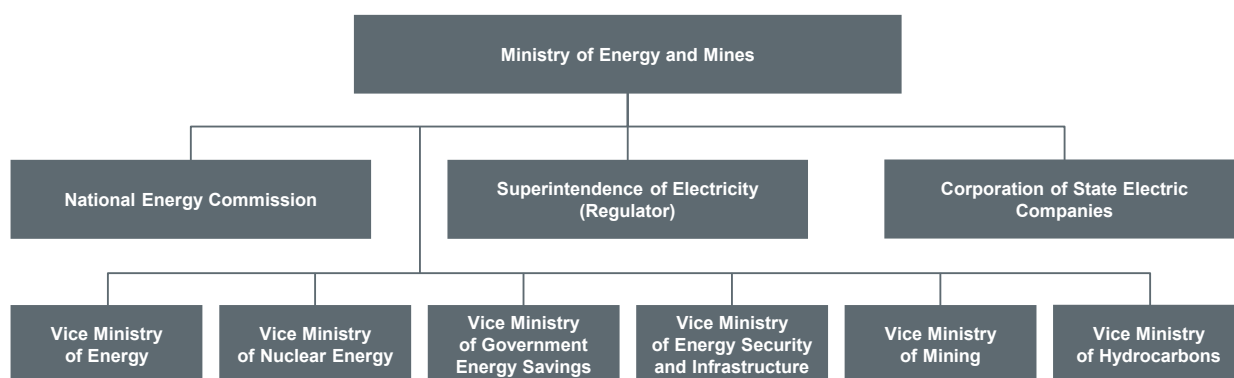 Ministry of Energy and Mines
National Energy Commission
Superintendence of Electricity
(Regulator)
Corporation of State Electric
Companies
Vice Ministry
of Energy
Vice Ministry
of Nuclear Energy
Vice Ministry
of Government
Energy Savings
Vice Ministry
of Energy Security
and Infrastructure
Vice Ministry
of Mining
Vice Ministry
of Hydrocarbons